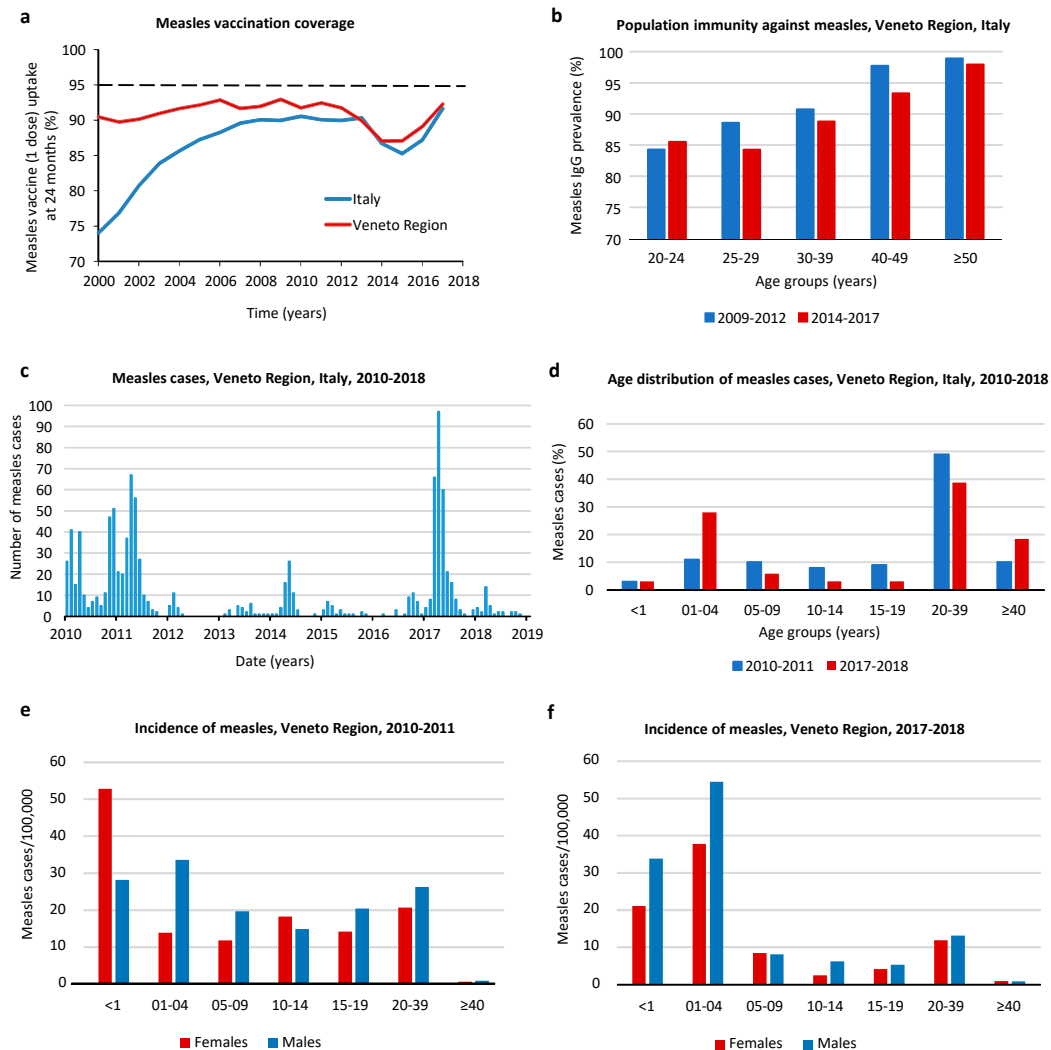 a
Measles vaccination coverage
Measles vaccine (1 dose) uptake
at 24 months (%)
100
95
90
85
80
75
70
Italy
Veneto Region
2000 2002 2004 2006 2008 2010 2012 2014 2016 2018
Time (years)
b
Population immunity against measles, Veneto Region, Italy
Measles IgG prevalence (%)
100
95
90
85
80
75
70
20-24 25-29 30-39 40-49 ≥50
Age groups (years)
2009-2012 2014-2017
c
Measles cases, Veneto Region, Italy, 2010-2018
Number of measles cases
100
90
80
70
60
50
40
30
20
10
0
2010 2011 2012 2013 2014 2015 2016 2017 2018 2019
Date (years)
d
Age distribution of measles cases, Veneto Region, Italy, 2010-2018
Measles cases (%)
60
50
40
30
20
10
0
<1 01-04 05-09 10-14 15-19 20-39 ≥40
Age groups (years)
2010-2011 2017-2018
e
Incidence of measles, Veneto Region, 2010-2011
Measles cases/100,000
60
50
40
30
20
10
0
<1 01-04 05-09 10-14 15-19 20-39 ≥40
Females Males
f
Incidence of measles, Veneto Region, 2017-2018
Measles cases/100,000
60
50
40
30
20
10
0
<1 01-04 05-09 10-14 15-19 20-39 ≥40
Females Males